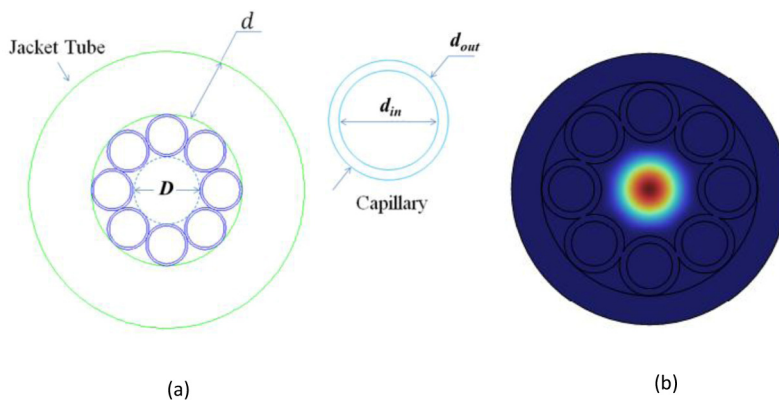 d
Jacket Tube
d_out
d_in
D
Capillary
(a)
(b)